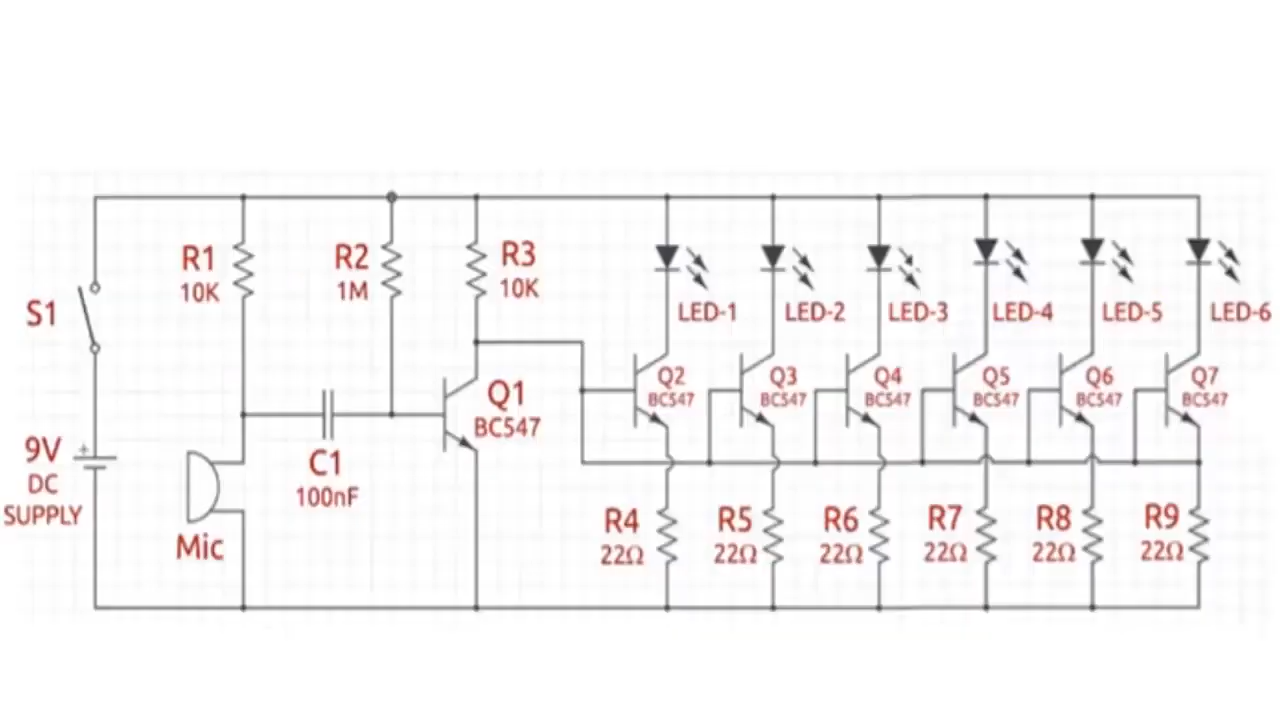 R1
10K
R2
1M
R3
10K
S1
LED-1
LED-2
LED-3
LED-4
LED-5
LED-6
Q1
BC547
Q2
BC547
Q3
BC547
Q4
BC547
Q5
BC547
Q6
BC547
Q7
BC547
+
9V
DC
SUPPLY
C1
100nF
Mic
R4
22Ω
R5
22Ω
R6
22Ω
R7
22Ω
R8
22Ω
R9
22Ω